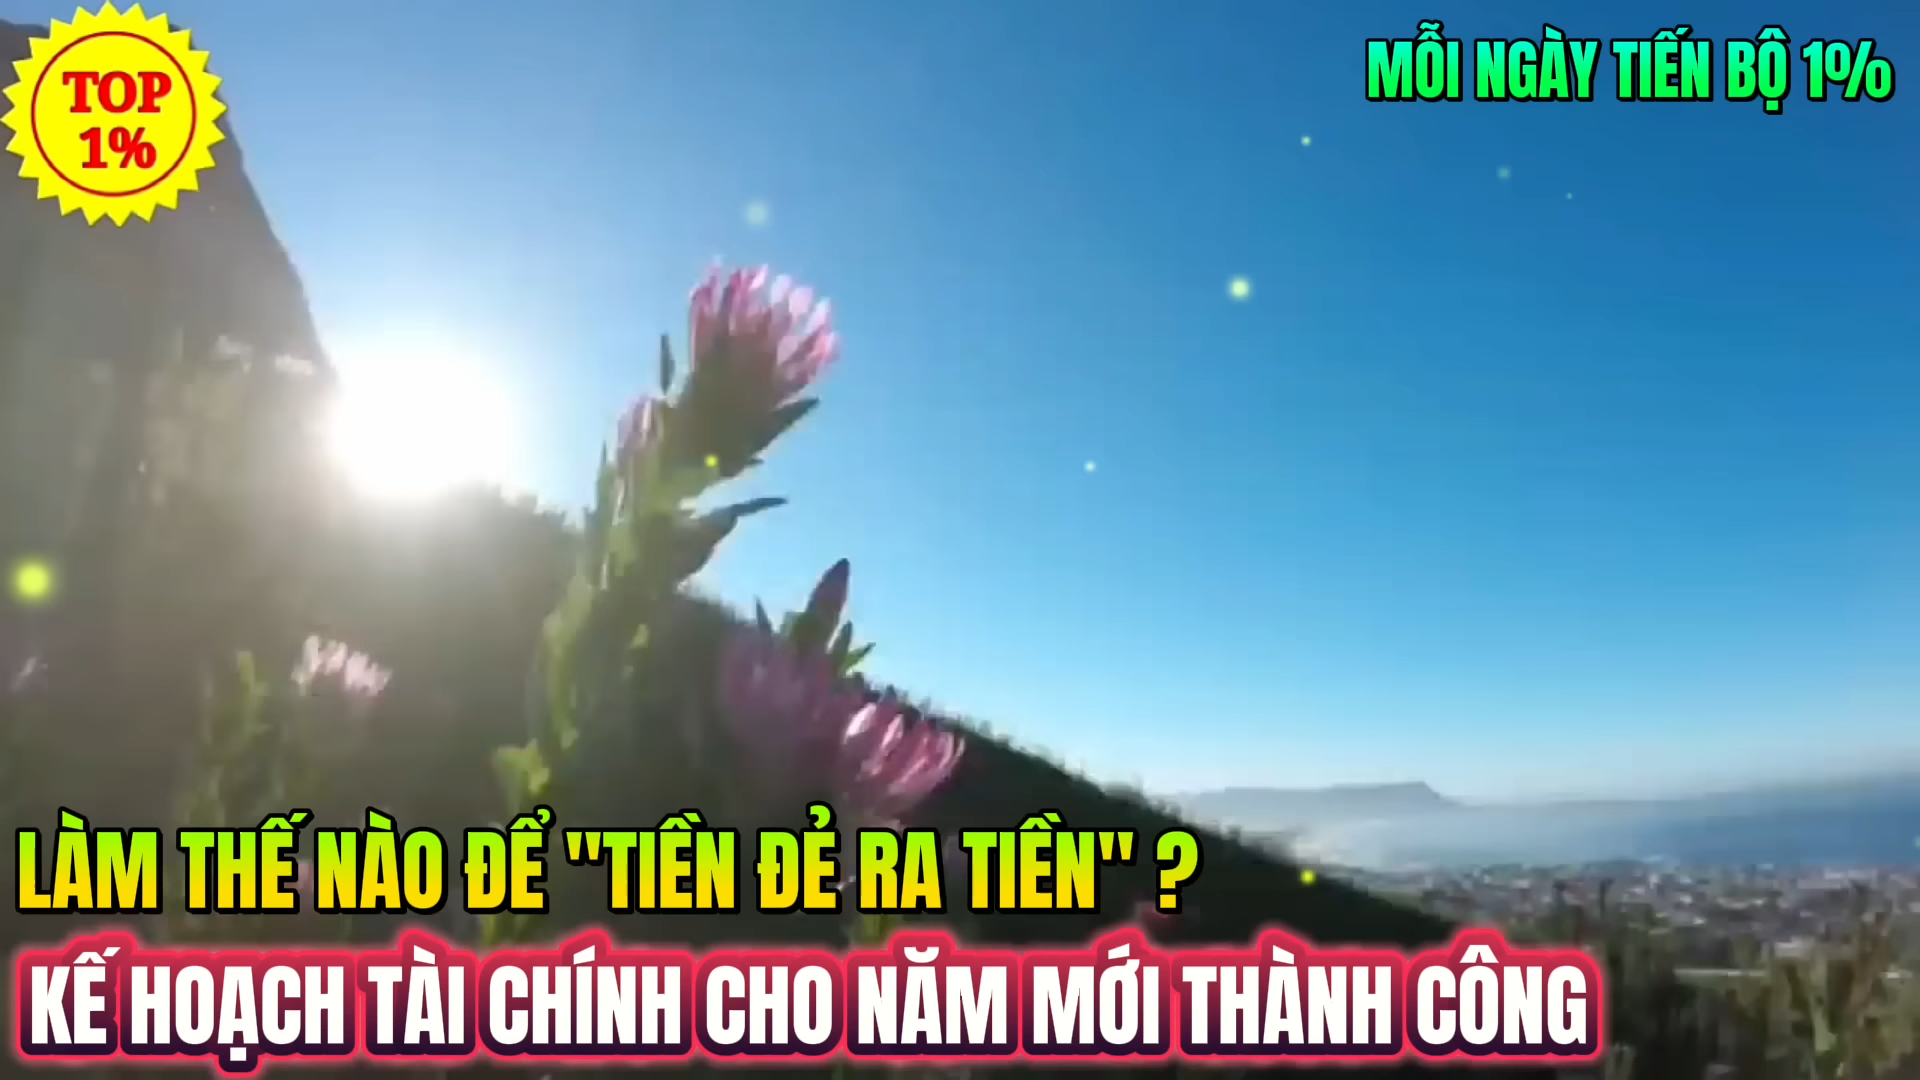 TOP
1%
MỖI NGÀY TIẾN BỘ 1%
LÀM THẾ NÀO ĐỂ "TIỀN ĐẺ RA TIỀN" ?
KẾ HOẠCH TÀI CHÍNH CHO NĂM MỚI THÀNH CÔNG